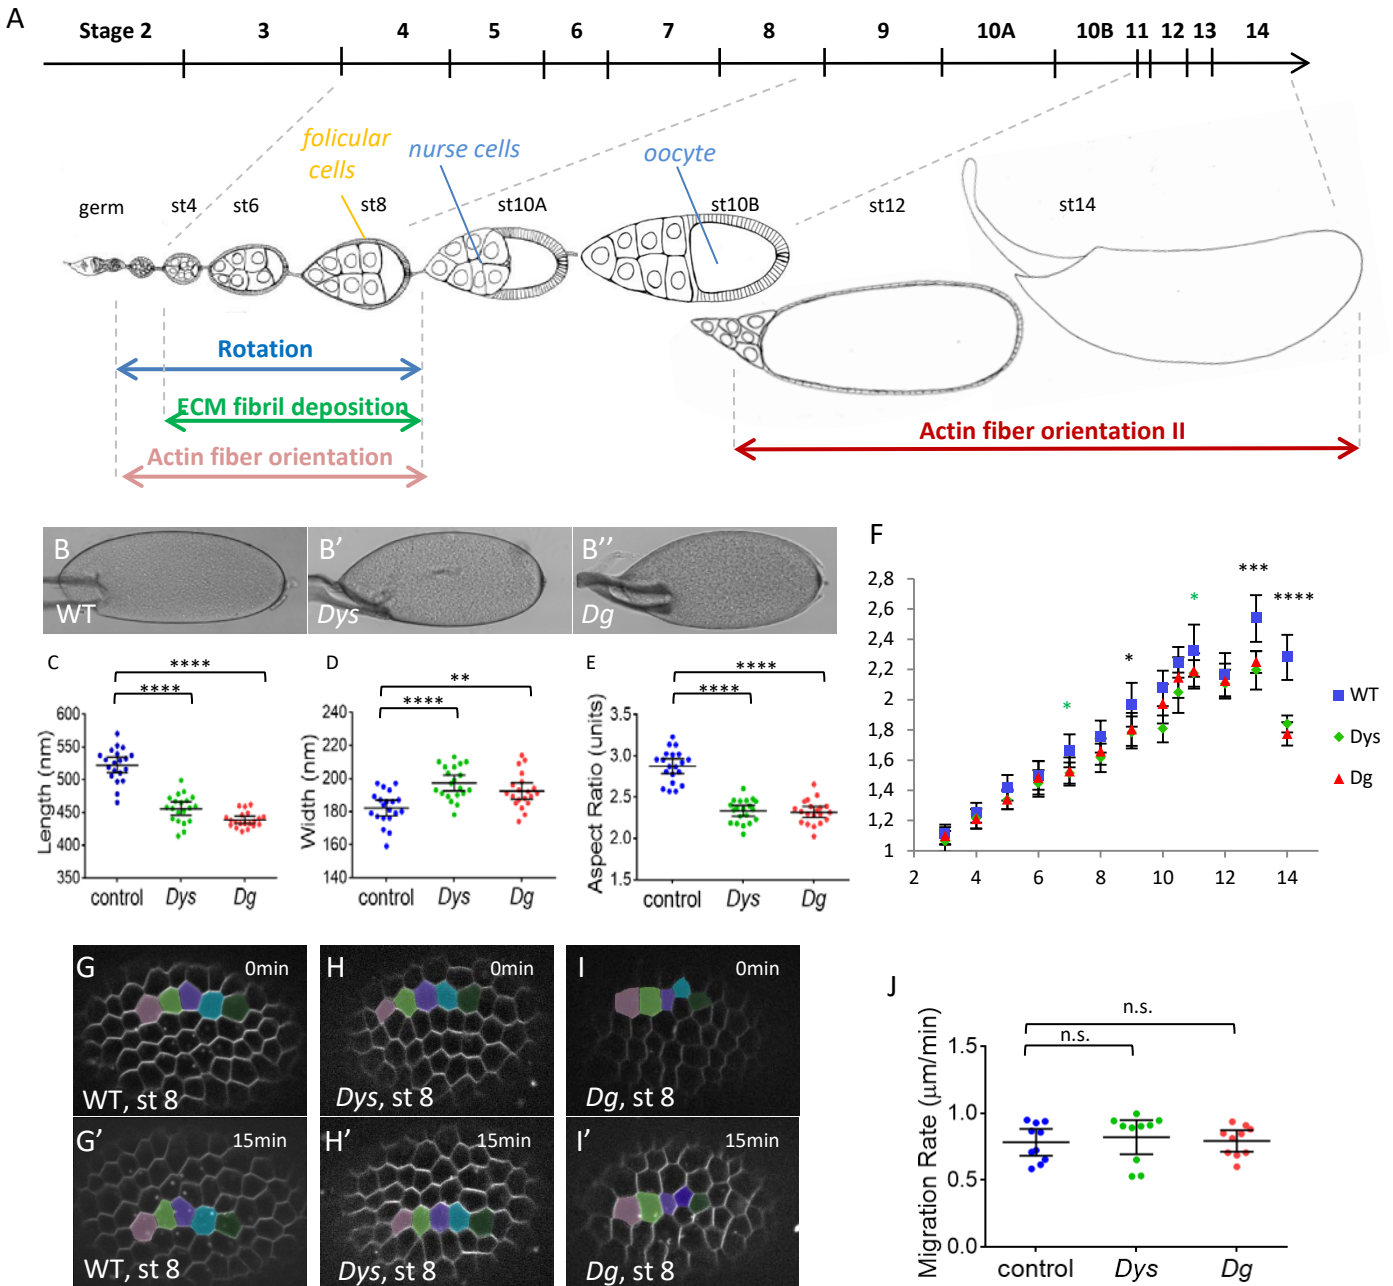 A
Stage 2 3 4 5 6 7 8 9 10A 10B 11 12 13 14
folicular
cells
nurse cells
oocyte
germ st4 st6 st8 st10A st10B st12 st14
Rotation
ECM fibril deposition
Actin fiber orientation
Actin fiber orientation II
B
WT
B′
Dys
B′′
Dg
C
****
****
Length (nm)
600
550
500
450
400
350
control Dys Dg
D
**
****
Width (nm)
220
200
180
160
140
control Dys Dg
E
****
****
Aspect Ratio (units)
3.5
3.0
2.5
2.0
1.5
control Dys Dg
F
2,8
2,6
2,4
2,2
2
1,8
1,6
1,4
1,2
1
2 4 6 8 10 12 14
*
*
*
***
****
WT
Dys
Dg
G
0min
WT, st 8
H
0min
Dys, st 8
I
0min
Dg, st 8
G′
15min
WT, st 8
H′
15min
Dys, st 8
I′
15min
Dg, st 8
J
n.s.
n.s.
Migration Rate (μm/min)
1.5
1.0
0.5
0.0
control Dys Dg